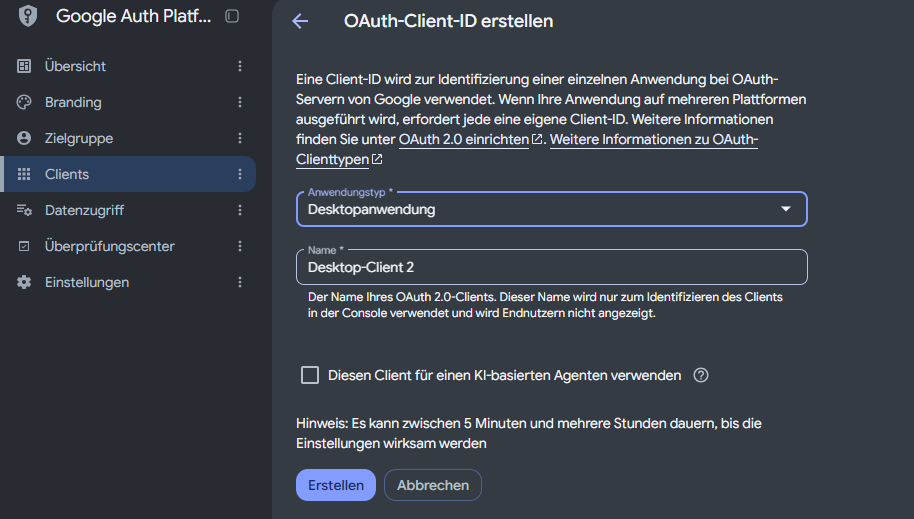 Google Auth Platf...
Übersicht
Branding
Zielgruppe
Clients
Datenzugriff
Überprüfungscenter
Einstellungen
OAuth-Client-ID erstellen
Eine Client-ID wird zur Identifizierung einer einzelnen Anwendung bei OAuth-
Servern von Google verwendet. Wenn Ihre Anwendung auf mehreren Plattformen
ausgeführt wird, erfordert jede eine eigene Client-ID. Weitere Informationen
finden Sie unter OAuth 2.0 einrichten. Weitere Informationen zu OAuth-
Clienttypen
Anwendungstyp *
Desktopanwendung
Name *
Desktop-Client 2
Der Name Ihres OAuth 2.0-Clients. Dieser Name wird nur zum Identifizieren des Clients
in der Console verwendet und wird Endnutzern nicht angezeigt.
Diesen Client für einen KI-basierten Agenten verwenden
Hinweis: Es kann zwischen 5 Minuten und mehrere Stunden dauern, bis die
Einstellungen wirksam werden
Erstellen
Abbrechen